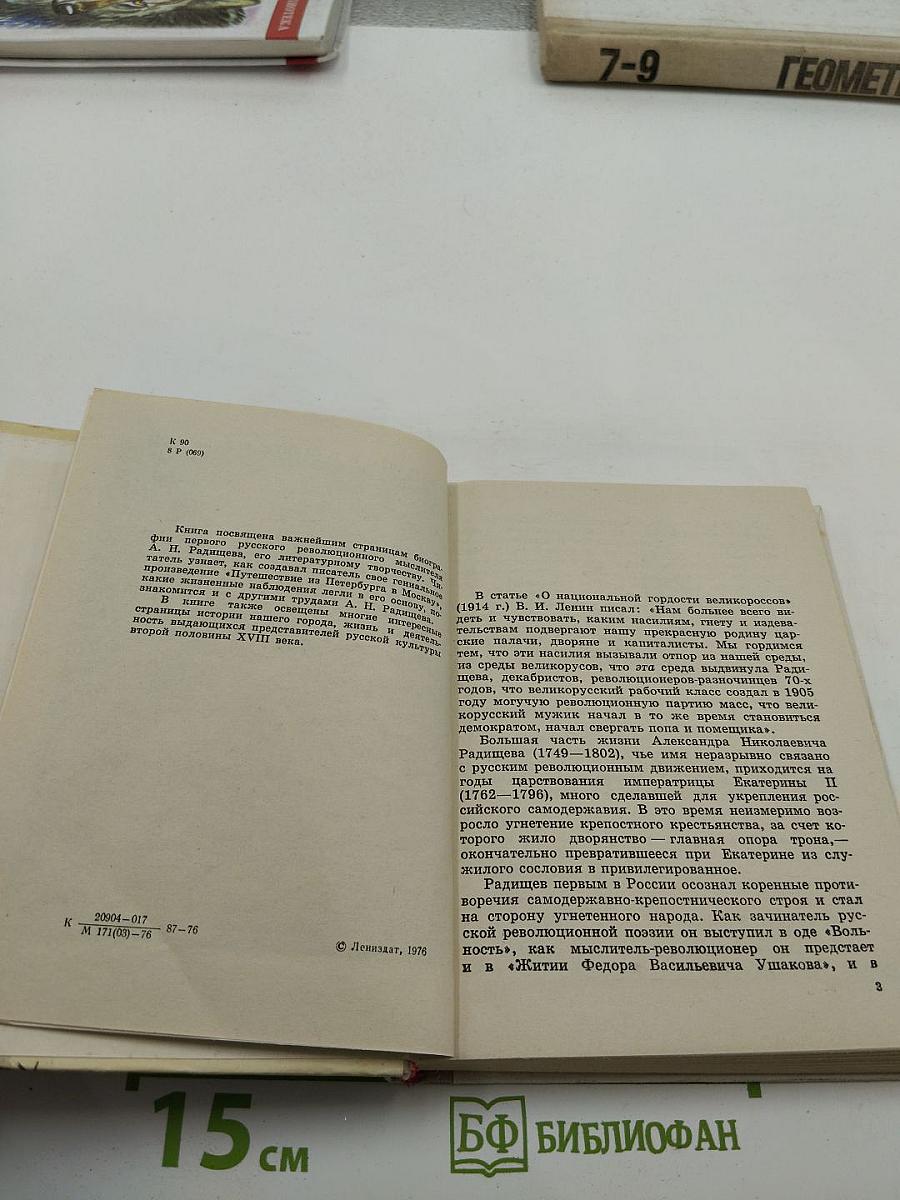 БЛИОТЕКА
7-9
ГЕОМЕТ
К 90
8 Р (069)
Книга посвящена важнейшим страницам биогра-
фии первого русского революционного мыслителя
А. Н. Радищева, его литературному творчеству. Чи-
татель узнает, как создавал писатель свое гениальное
произведение «Путешествие из Петербурга в Москву»,
какие жизненные наблюдения легли в его основу, по-
знакомится и с другими трудами А. Н. Радищева.
В книге также освещены многие интересные
страницы истории нашего города, жизнь и деятель-
ность выдающихся представителей русской культуры
второй половины XVIII века.
К 20904—017
М 171(03)—76 87—76
© Лениздат, 1976
В статье «О национальной гордости великороссов»
(1914 г.) В. И. Ленин писал: «Нам больнее всего ви-
деть и чувствовать, каким насилиям, гнету и издева-
тельствам подвергают нашу прекрасную родину цар-
ские палачи, дворяне и капиталисты. Мы гордимся
тем, что эти насилия вызывали отпор из нашей среды,
из среды великорусов, что эта среда выдвинула Ради-
щева, декабристов, революционеров-разночинцев 70-х
годов, что великорусский рабочий класс создал в 1905
году могучую революционную партию масс, что вели-
корусский мужик начал в то же время становиться
демократом, начал свергать попа и помещика».
Большая часть жизни Александра Николаевича
Радищева (1749—1802), чье имя неразрывно связано
с русским революционным движением, приходится на
годы царствования императрицы Екатерины II
(1762—1796), много сделавшей для укрепления рос-
сийского самодержавия. В это время неизмеримо воз-
росло угнетение крепостного крестьянства, за счет ко-
торого жило дворянство — главная опора трона,—
окончательно превратившееся при Екатерине из слу-
жилого сословия в привилегированное.
Радищев первым в России осознал коренные проти-
воречия самодержавно-крепостнического строя и стал
на сторону угнетенного народа. Как зачинатель рус-
ской революционной поэзии он выступил в оде «Воль-
ность», как мыслитель-революционер он предстает
и в «Житии Федора Васильевича Ушакова», и в
3
15 см
БФ БИБЛИОФАН